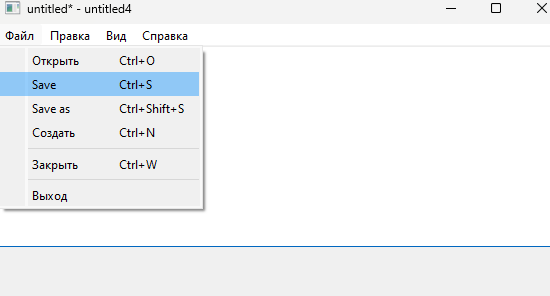 untitled* - untitled4
Файл Правка Вид Справка
Открыть Ctrl+O
Save Ctrl+S
Save as Ctrl+Shift+S
Создать Ctrl+N
Закрыть Ctrl+W
Выход